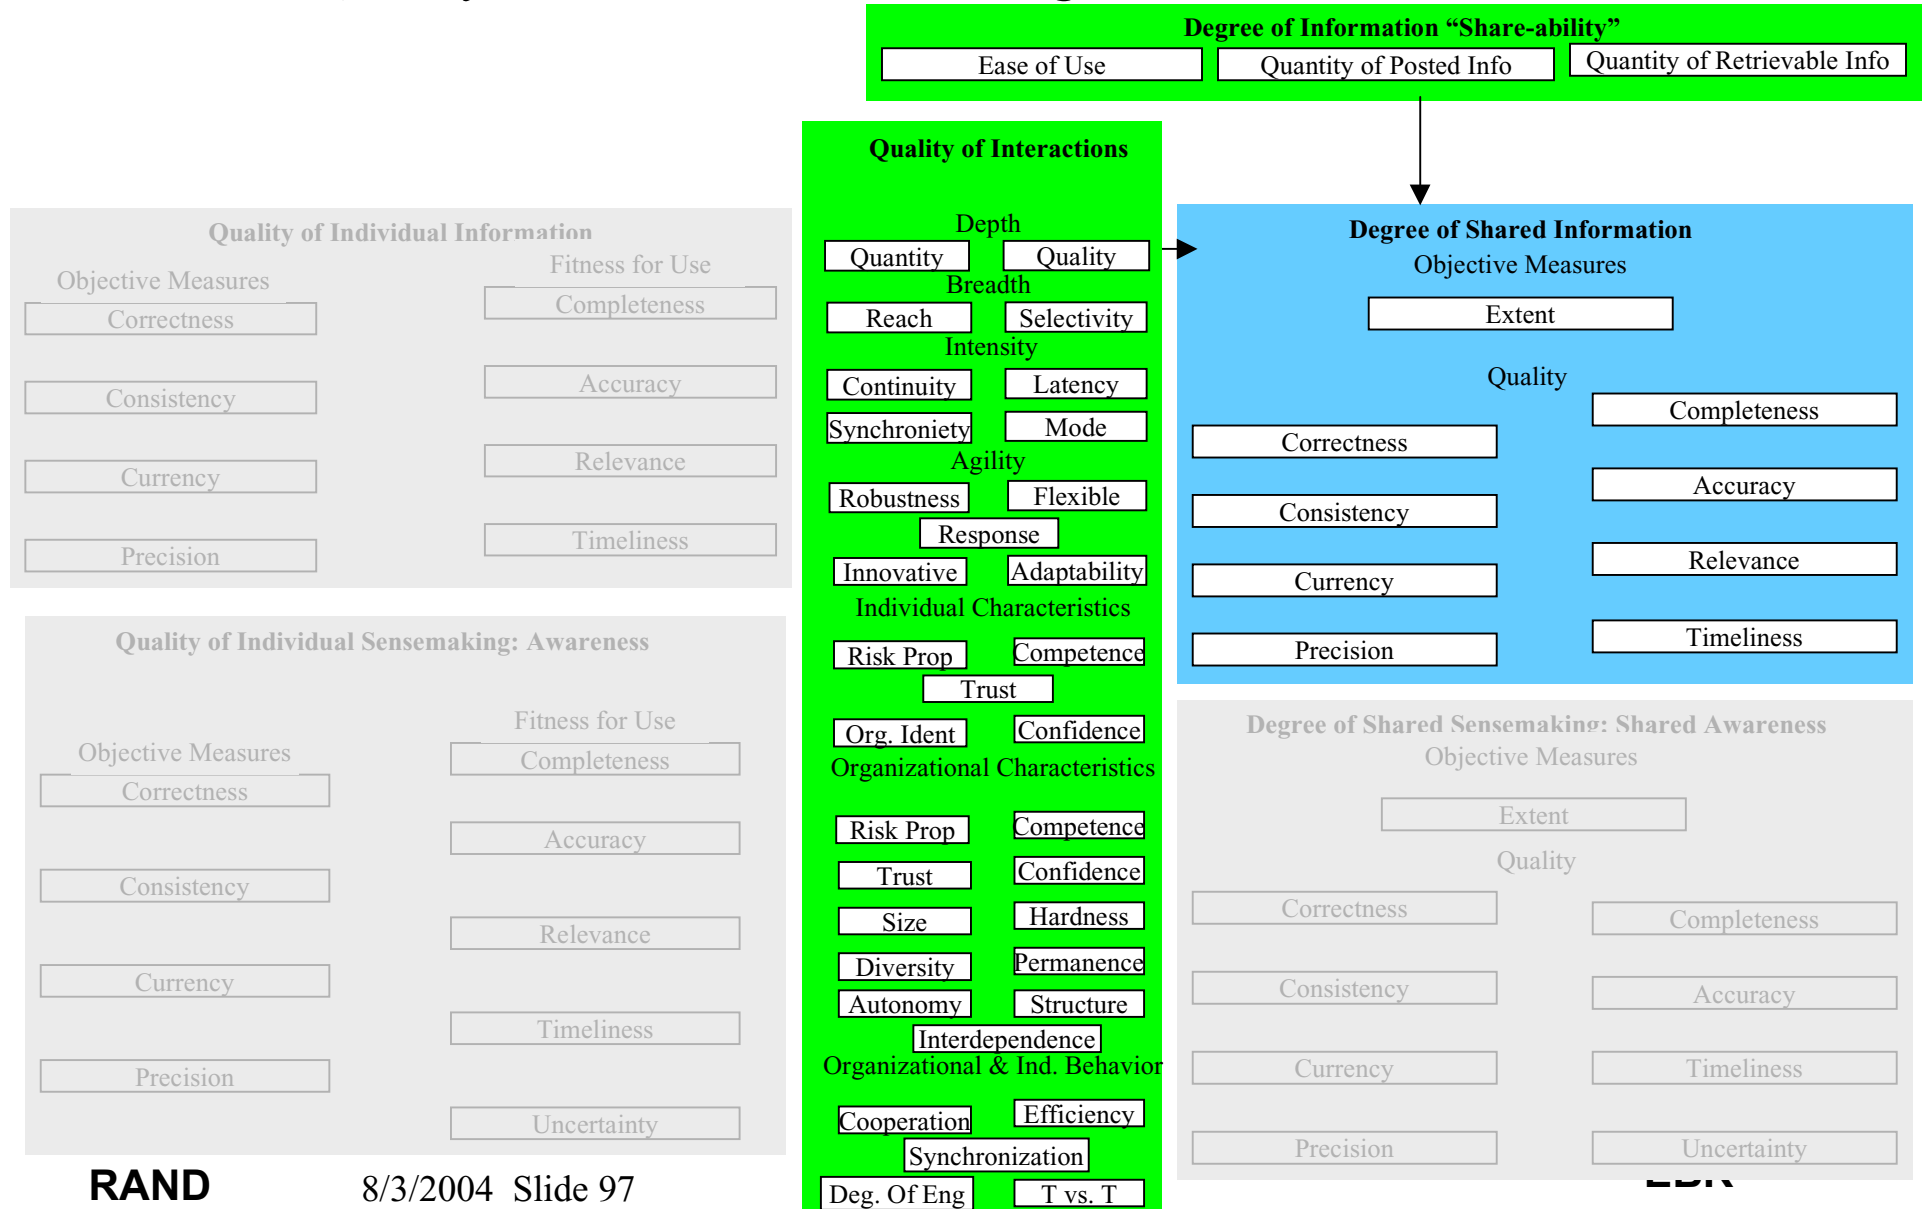 Degree of Information “Share-ability”
Ease of Use
Quantity of Posted Info
Quantity of Retrievable Info
Quality of Interactions
Depth
Quantity
Quality
Breadth
Reach
Selectivity
Intensity
Continuity
Latency
Synchroniety
Mode
Agility
Robustness
Flexible
Response
Innovative
Adaptability
Individual Characteristics
Risk Prop
Competence
Trust
Org. Ident
Confidence
Organizational Characteristics
Risk Prop
Competence
Trust
Confidence
Size
Hardness
Diversity
Permanence
Autonomy
Structure
Interdependence
Organizational & Ind. Behavior
Cooperation
Efficiency
Synchronization
Deg. Of Eng
T vs. T
Quality of Individual Information
Objective Measures
Fitness for Use
Correctness
Completeness
Consistency
Accuracy
Currency
Relevance
Precision
Timeliness
Quality of Individual Sensemaking: Awareness
Objective Measures
Fitness for Use
Correctness
Completeness
Consistency
Accuracy
Currency
Relevance
Precision
Timeliness
Uncertainty
Degree of Shared Information
Objective Measures
Extent
Quality
Correctness
Completeness
Consistency
Accuracy
Currency
Relevance
Precision
Timeliness
Degree of Shared Sensemaking: Shared Awareness
Objective Measures
Extent
Quality
Correctness
Completeness
Consistency
Accuracy
Currency
Timeliness
Precision
Uncertainty
RAND
8/3/2004 Slide 97